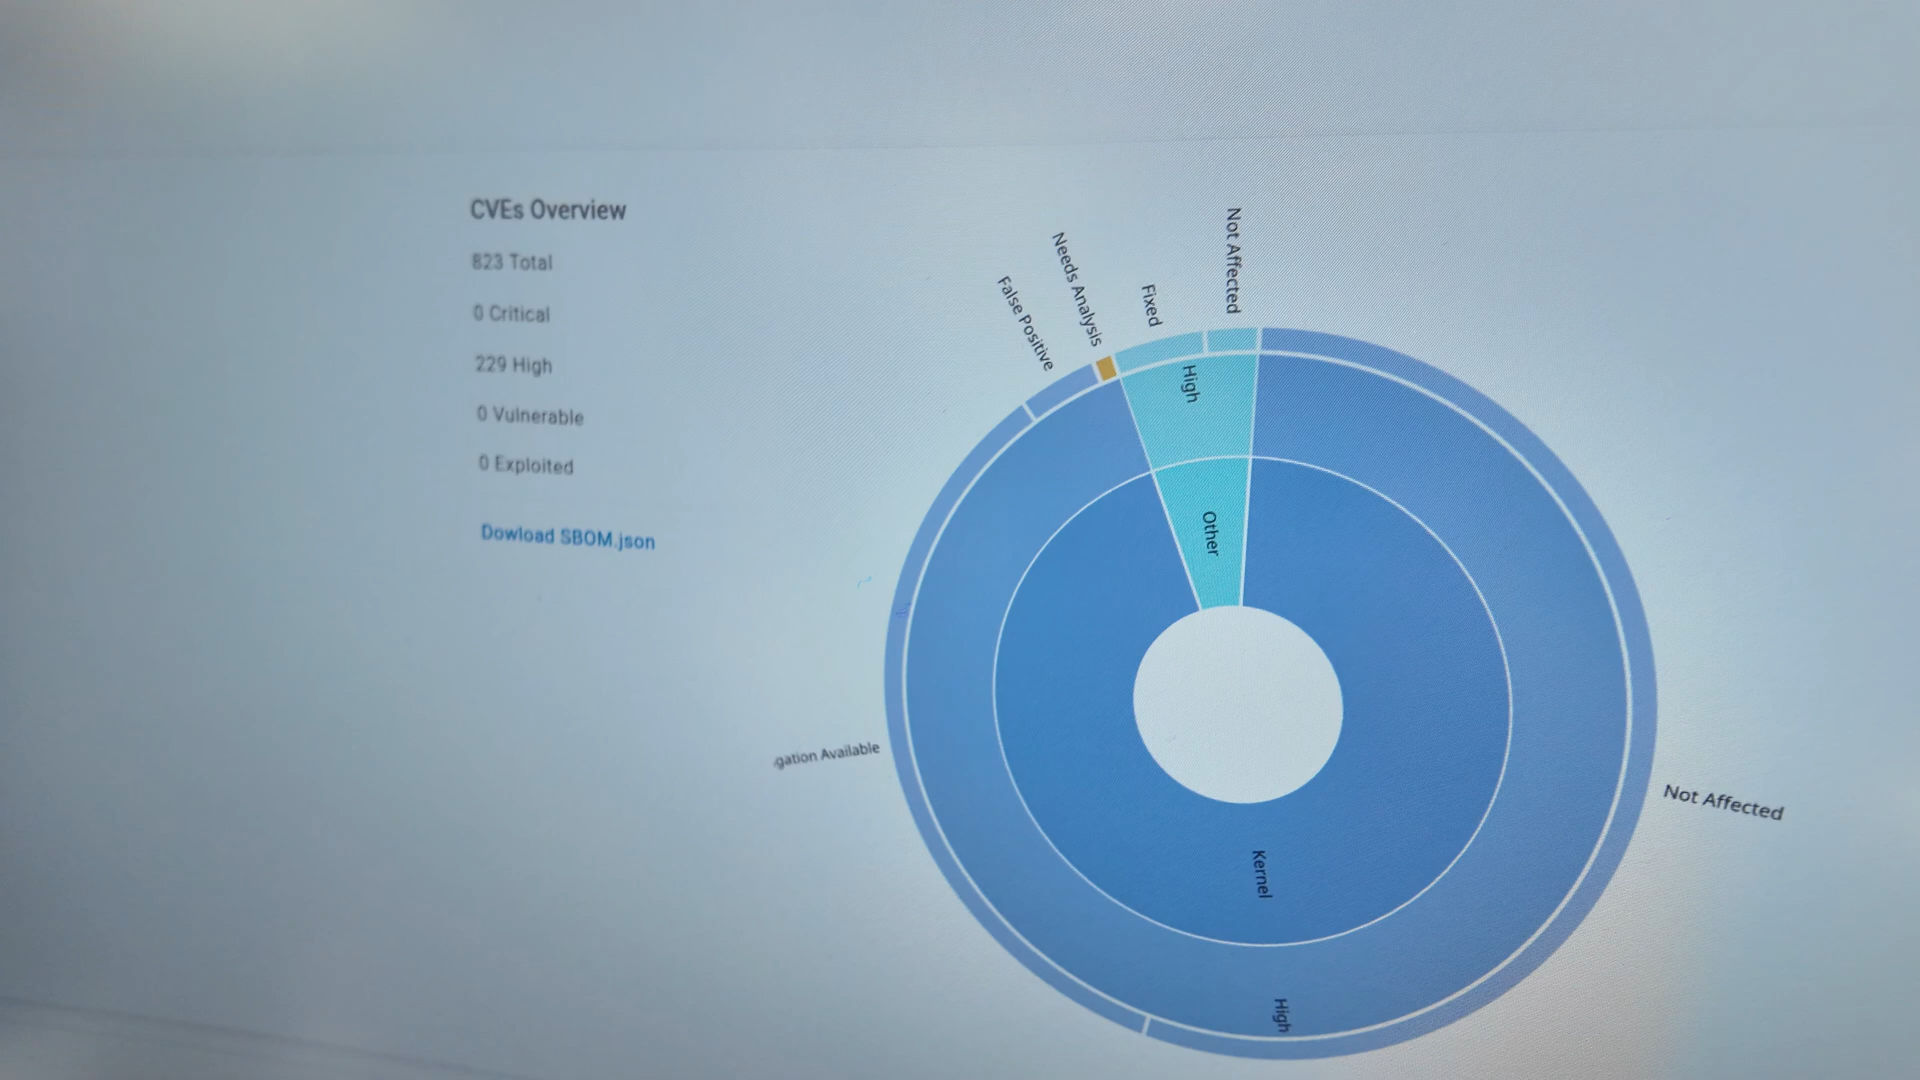 CVEs Overview
823 Total
0 Critical
229 High
0 Vulnerable
0 Exploited
Dowload SBOM.json
Not Affected
Fixed
Needs Analysis
False Positive
High
Other
gation Available
Not Affected
Kernel
High